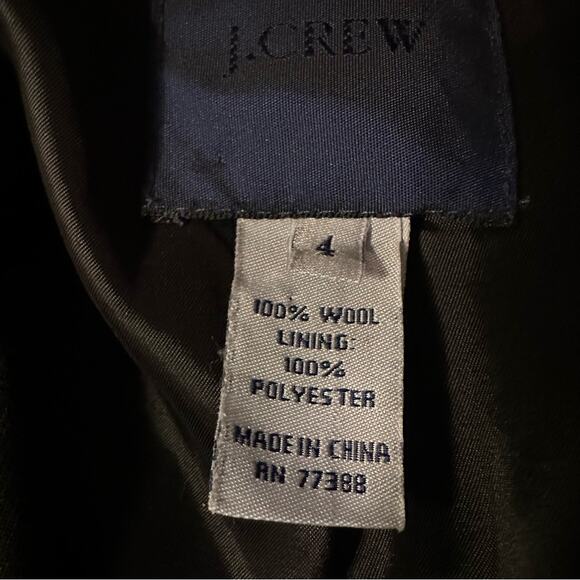 J.CREW
4
100% WOOL
LINING:
100%
POLYESTER
MADE IN CHINA
RN 77388